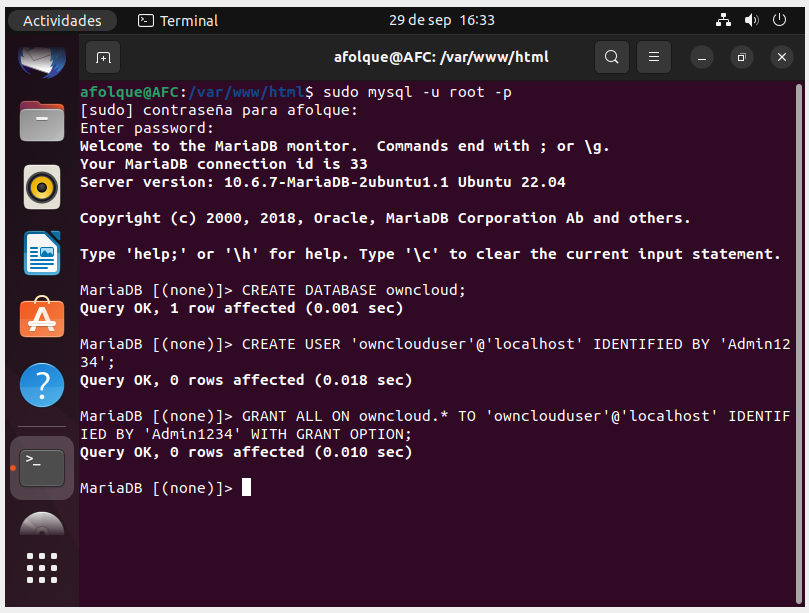 Actividades
Terminal
29 de sep 16:33
afolque@AFC: /var/www/html
afolque@AFC:/var/www/html$ sudo mysql -u root -p
[sudo] contraseña para afolque:
Enter password:
Welcome to the MariaDB monitor.  Commands end with ; or \g.
Your MariaDB connection id is 33
Server version: 10.6.7-MariaDB-2ubuntu1.1 Ubuntu 22.04
Copyright (c) 2000, 2018, Oracle, MariaDB Corporation Ab and others.
Type 'help;' or '\h' for help. Type '\c' to clear the current input statement.
MariaDB [(none)]> CREATE DATABASE owncloud;
Query OK, 1 row affected (0.001 sec)
MariaDB [(none)]> CREATE USER 'ownclouduser'@'localhost' IDENTIFIED BY 'Admin12
34';
Query OK, 0 rows affected (0.018 sec)
MariaDB [(none)]> GRANT ALL ON owncloud.* TO 'ownclouduser'@'localhost' IDENTIF
IED BY 'Admin1234' WITH GRANT OPTION;
Query OK, 0 rows affected (0.010 sec)
MariaDB [(none)]>